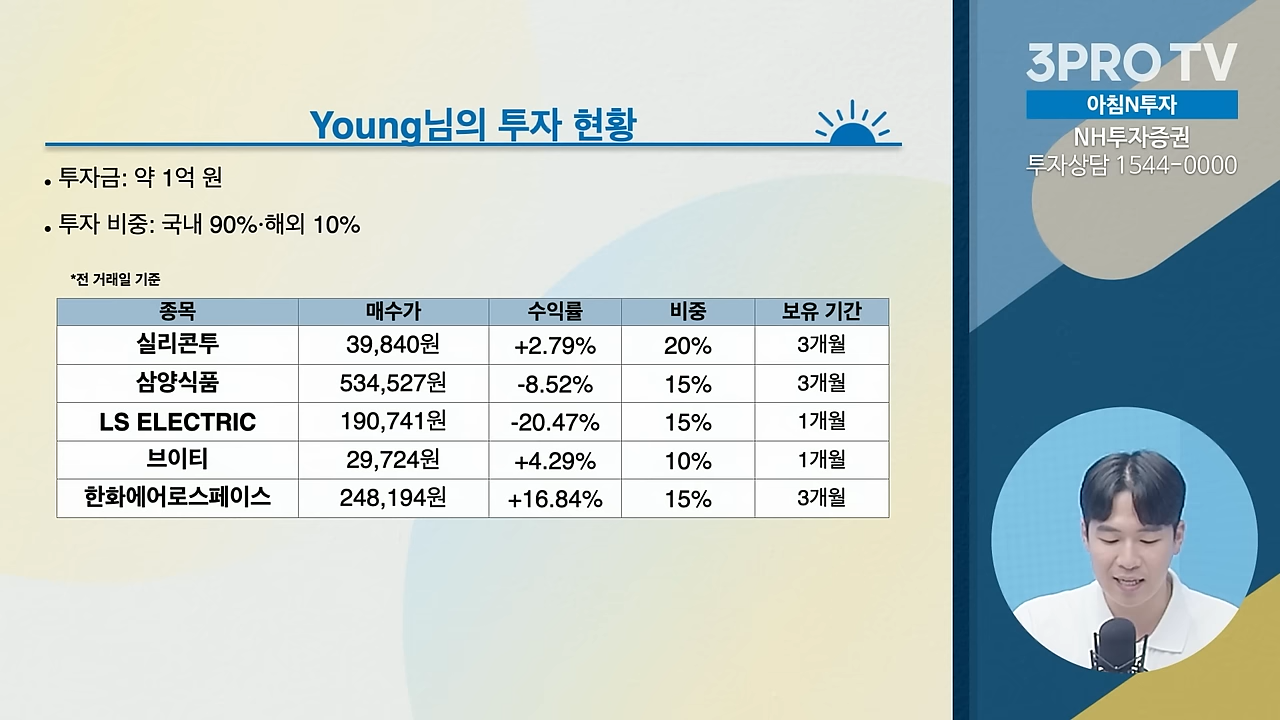 Young님의 투자 현황
• 투자금: 약 1억 원
• 투자 비중: 국내 90%·해외 10%
*전 거래일 기준
종목 매수가 수익률 비중 보유 기간
실리콘투 39,840원 +2.79% 20% 3개월
삼양식품 534,527원 -8.52% 15% 3개월
LS ELECTRIC 190,741원 -20.47% 15% 1개월
브이티 29,724원 +4.29% 10% 1개월
한화에어로스페이스 248,194원 +16.84% 15% 3개월
3PRO TV
아침N투자
NH투자증권
투자상담 1544-0000